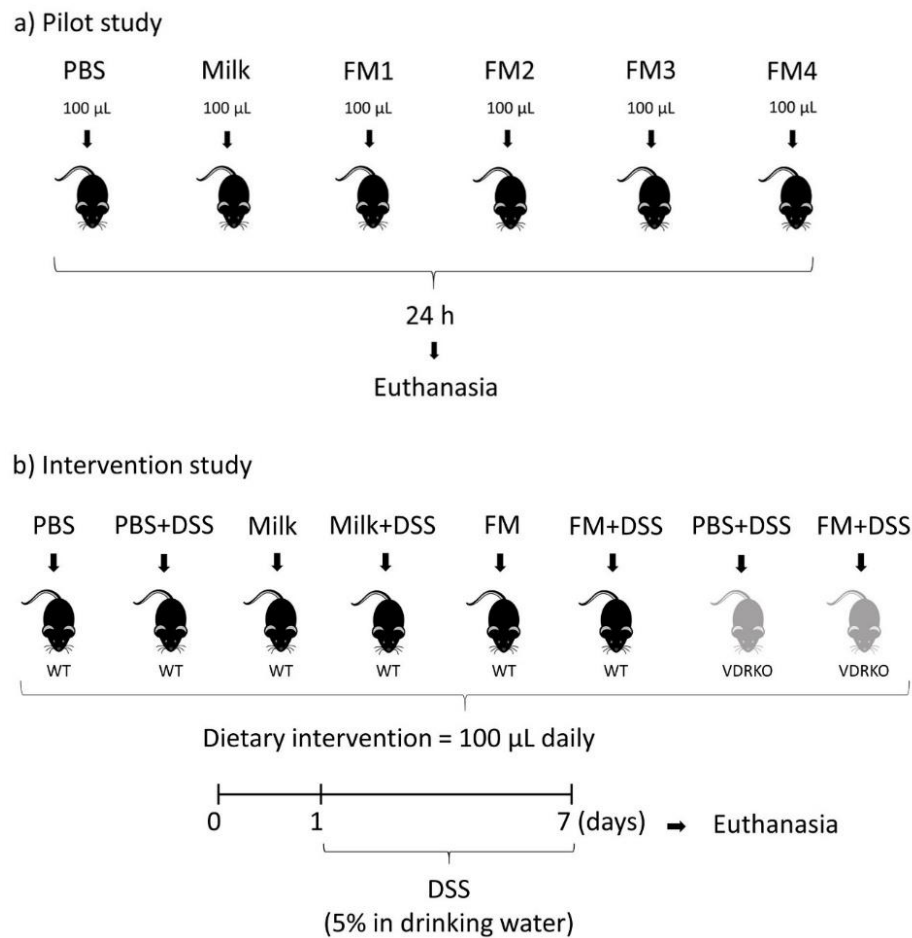 a) Pilot study
PBS Milk FM1 FM2 FM3 FM4
100 µL 100 µL 100 µL 100 µL 100 µL 100 µL
24 h
Euthanasia
b) Intervention study
PBS PBS+DSS Milk Milk+DSS FM FM+DSS PBS+DSS FM+DSS
WT WT WT WT WT WT VDRKO VDRKO
Dietary intervention = 100 µL daily
0 1 7 (days) Euthanasia
DSS
(5% in drinking water)